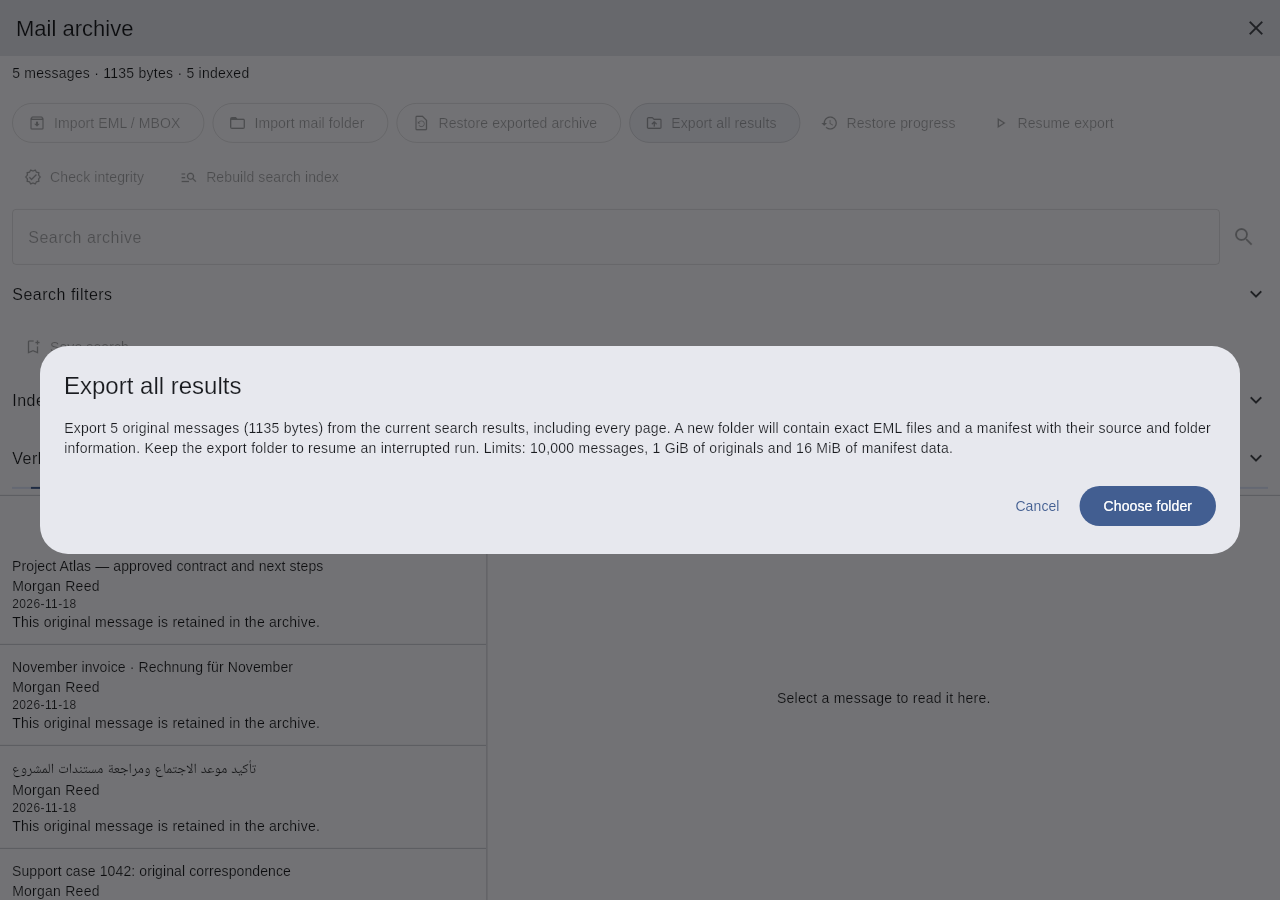 Mail archive
5 messages · 1135 bytes · 5 indexed
Import EML / MBOX
Import mail folder
Restore exported archive
Export all results
Restore progress
Resume export
Check integrity
Rebuild search index
Search archive
Search filters
Save search
Export all results
Export 5 original messages (1135 bytes) from the current search results, including every page. A new folder will contain exact EML files and a manifest with their source and folder
information. Keep the export folder to resume an interrupted run. Limits: 10,000 messages, 1 GiB of originals and 16 MiB of manifest data.
Cancel
Choose folder
Project Atlas — approved contract and next steps
Morgan Reed
2026-11-18
This original message is retained in the archive.
November invoice · Rechnung für November
Morgan Reed
2026-11-18
This original message is retained in the archive.
تأكيد موعد الاجتماع ومراجعة مستندات المشروع
Morgan Reed
2026-11-18
This original message is retained in the archive.
Support case 1042: original correspondence
Morgan Reed
Select a message to read it here.